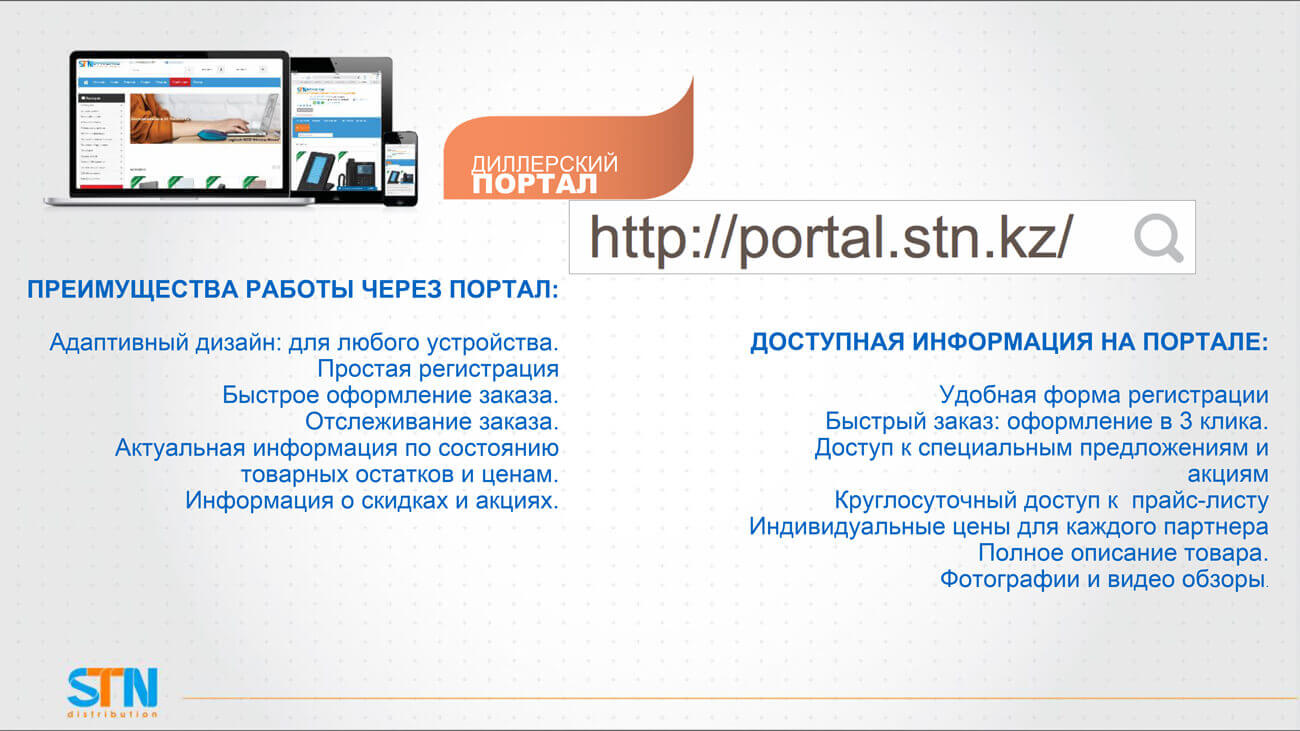 STN
ДИЛЛЕРСКИЙ
ПОРТАЛ
http://portal.stn.kz/
ПРЕИМУЩЕСТВА РАБОТЫ ЧЕРЕЗ ПОРТАЛ:
Адаптивный дизайн: для любого устройства.
Простая регистрация
Быстрое оформление заказа.
Отслеживание заказа.
Актуальная информация по состоянию
товарных остатков и ценам.
Информация о скидках и акциях.
ДОСТУПНАЯ ИНФОРМАЦИЯ НА ПОРТАЛЕ:
Удобная форма регистрации
Быстрый заказ: оформление в 3 клика.
Доступ к специальным предложениям и
акциям
Круглосуточный доступ к прайс-листу
Индивидуальные цены для каждого партнера
Полное описание товара.
Фотографии и видео обзоры.
STN
distribution